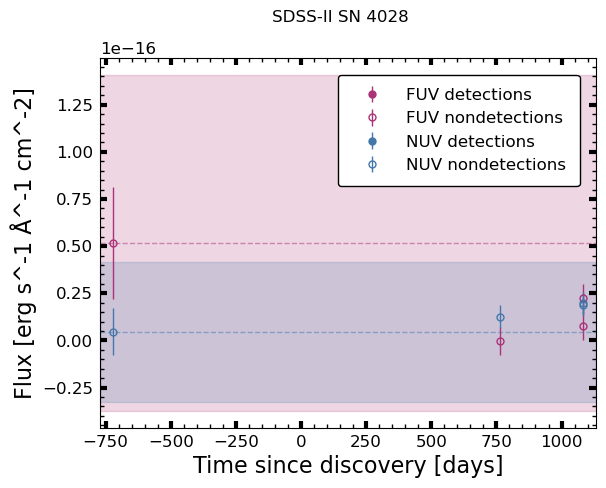 SDSS-II SN 4028
1e−16
FUV detections
FUV nondetections
NUV detections
NUV nondetections
1.25
1.00
0.75
0.50
0.25
0.00
−0.25
Flux [erg s^-1 Å^-1 cm^-2]
−750 −500 −250 0 250 500 750 1000
Time since discovery [days]